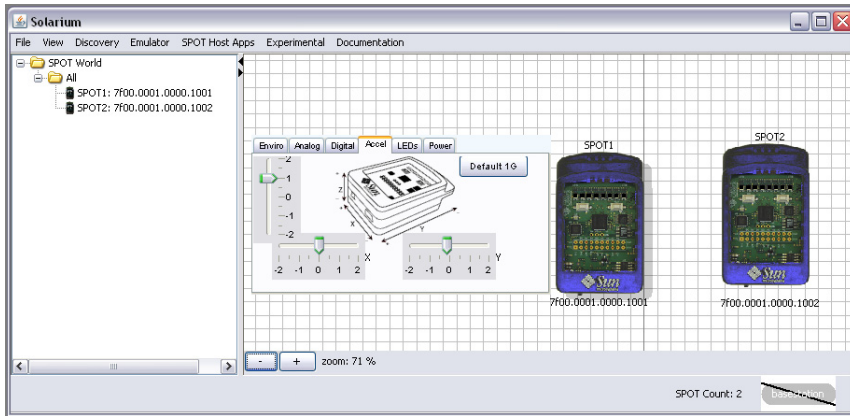 Solarium
File View Discovery Emulator SPOT Host Apps Experimental Documentation
SPOT World
All
SPOT1: 7f00.0001.0000.1001
SPOT2: 7f00.0001.0000.1002
Enviro Analog Digital Accel LEDs Power
2
1
0
-1
-2
Default 1G
Z
X
Y
X
-2 -1 0 1 2
Y
-2 -1 0 1 2
SPOT1
Sun
7f00.0001.0000.1001
SPOT2
Sun
7f00.0001.0000.1002
- + zoom: 71 %
SPOT Count: 2
basestation